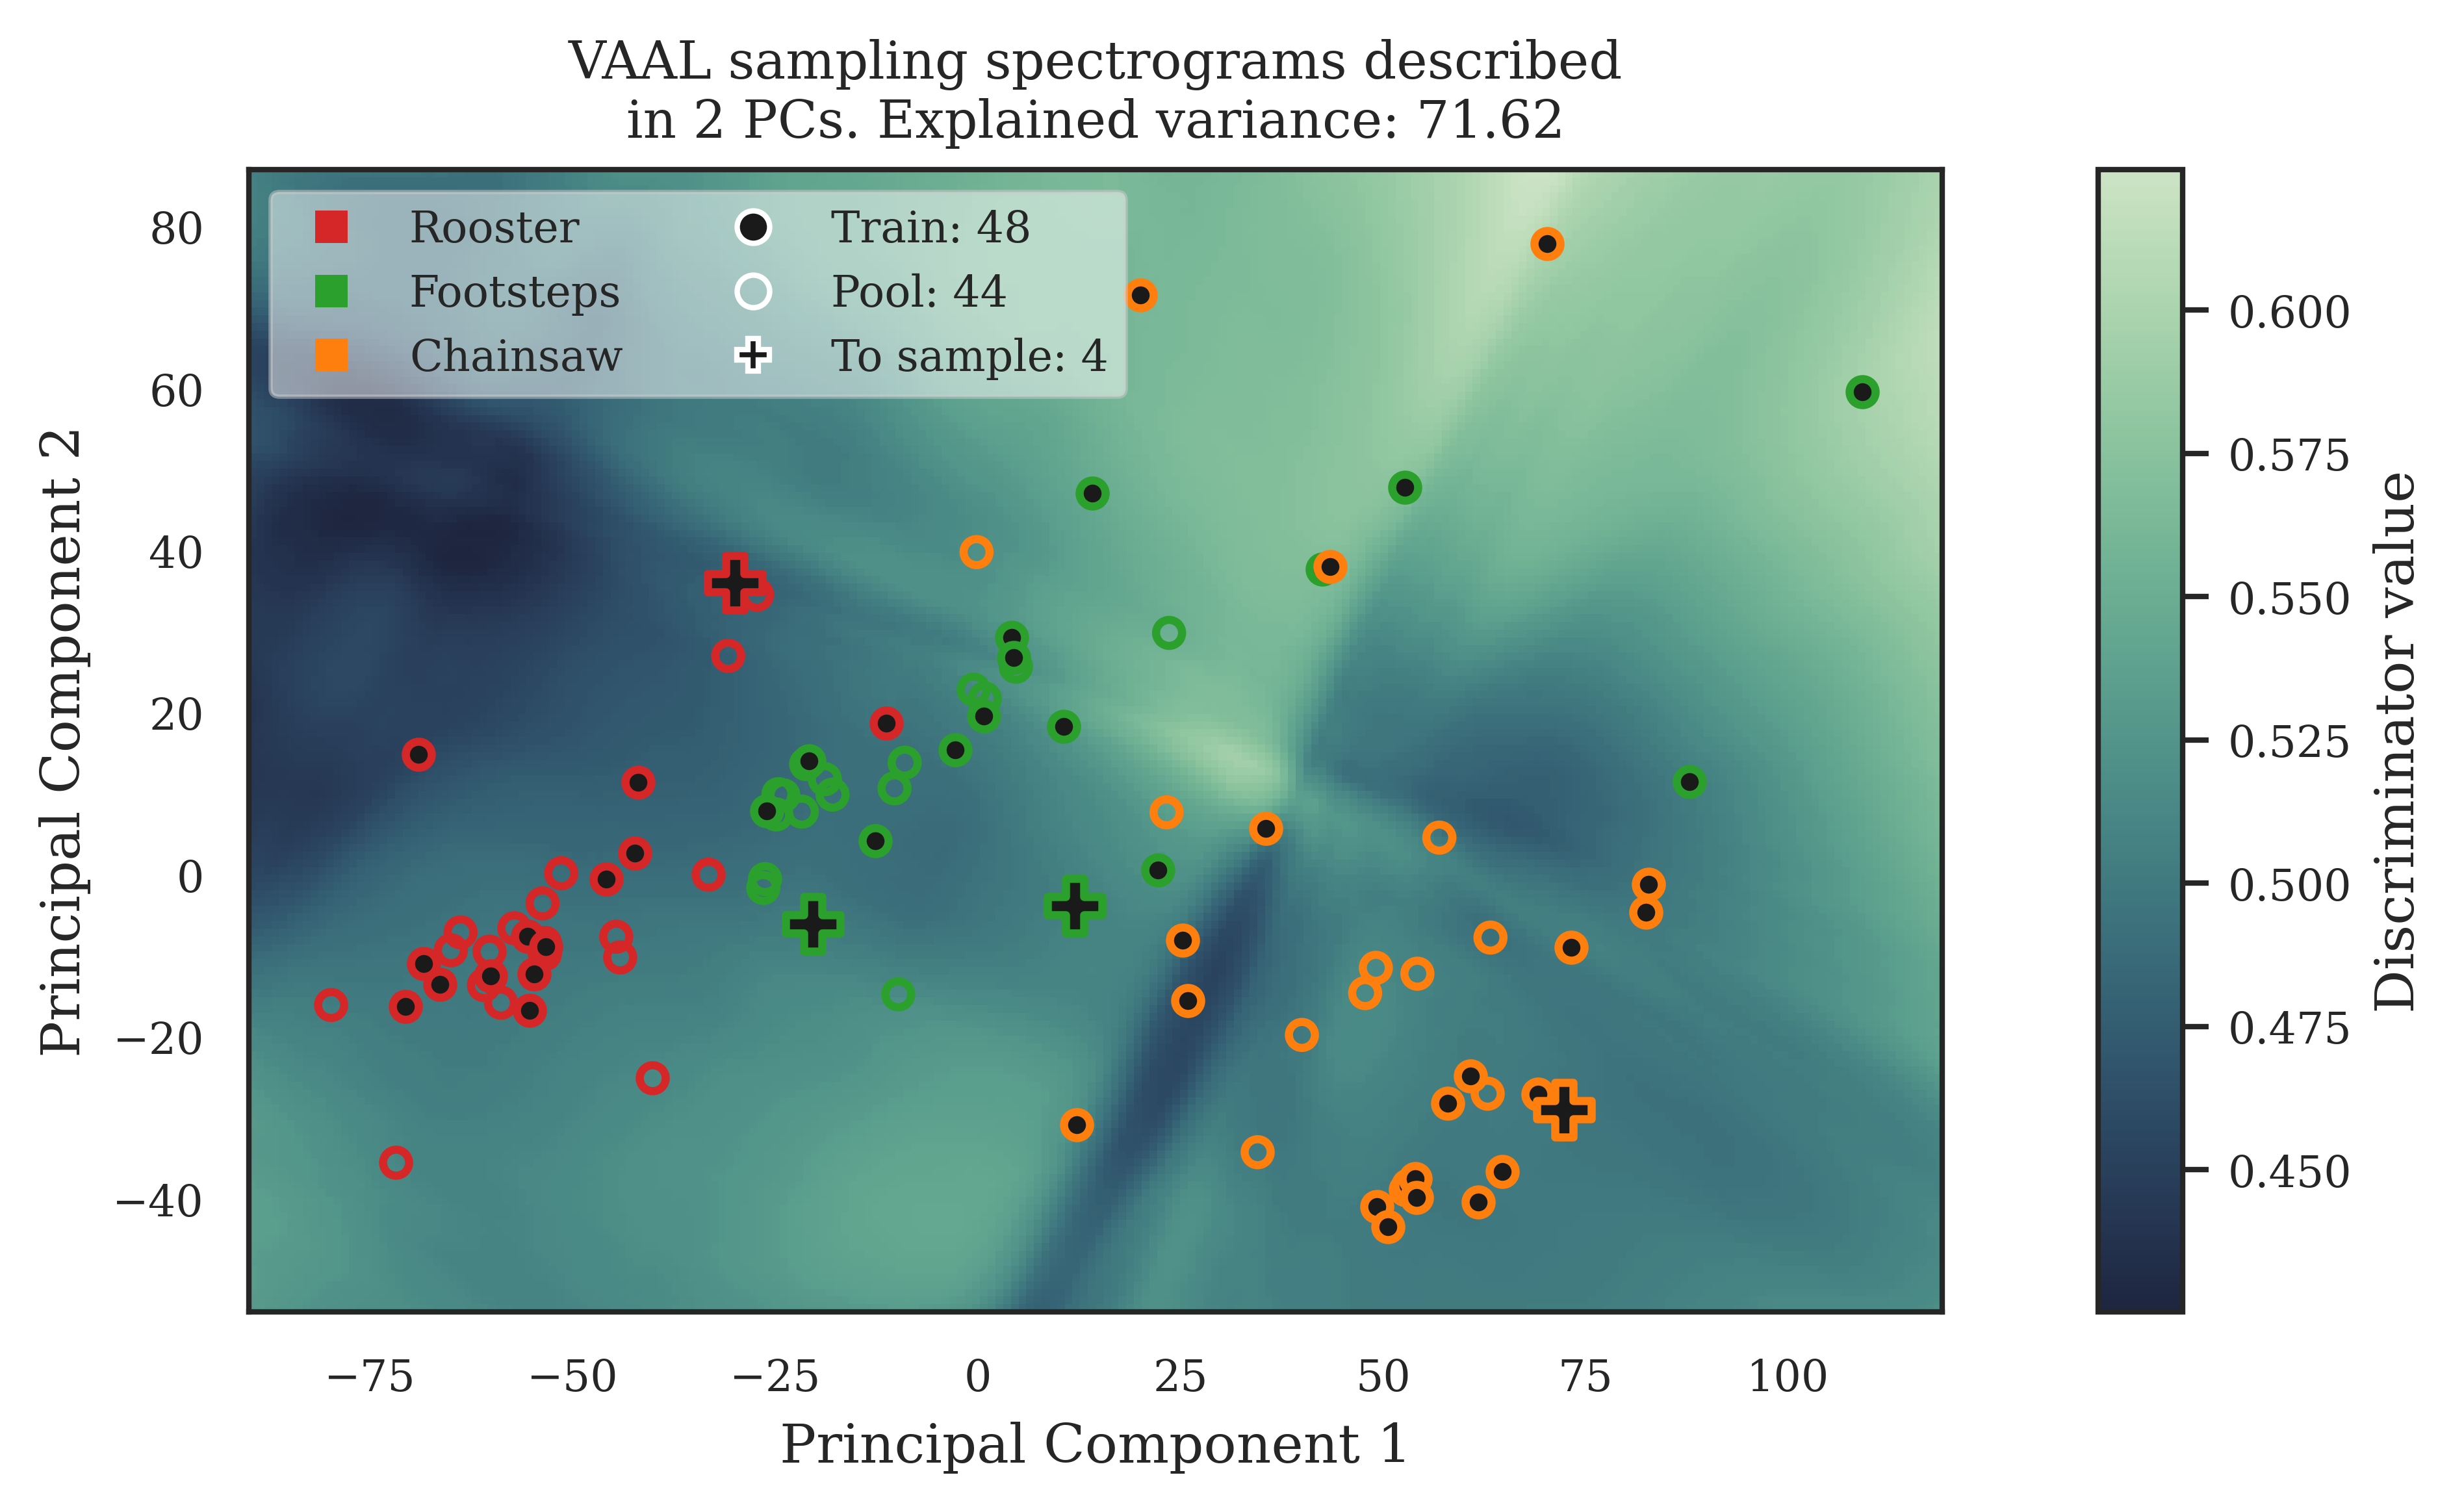 VAAL sampling spectrograms described
in 2 PCs. Explained variance: 71.62
Rooster
Footsteps
Chainsaw
Train: 48
Pool: 44
To sample: 4
Principal Component 2
80
60
40
20
0
−20
−40
−75
−50
−25
0
25
50
75
100
Principal Component 1
0.600
0.575
0.550
0.525
0.500
0.475
0.450
Discriminator value